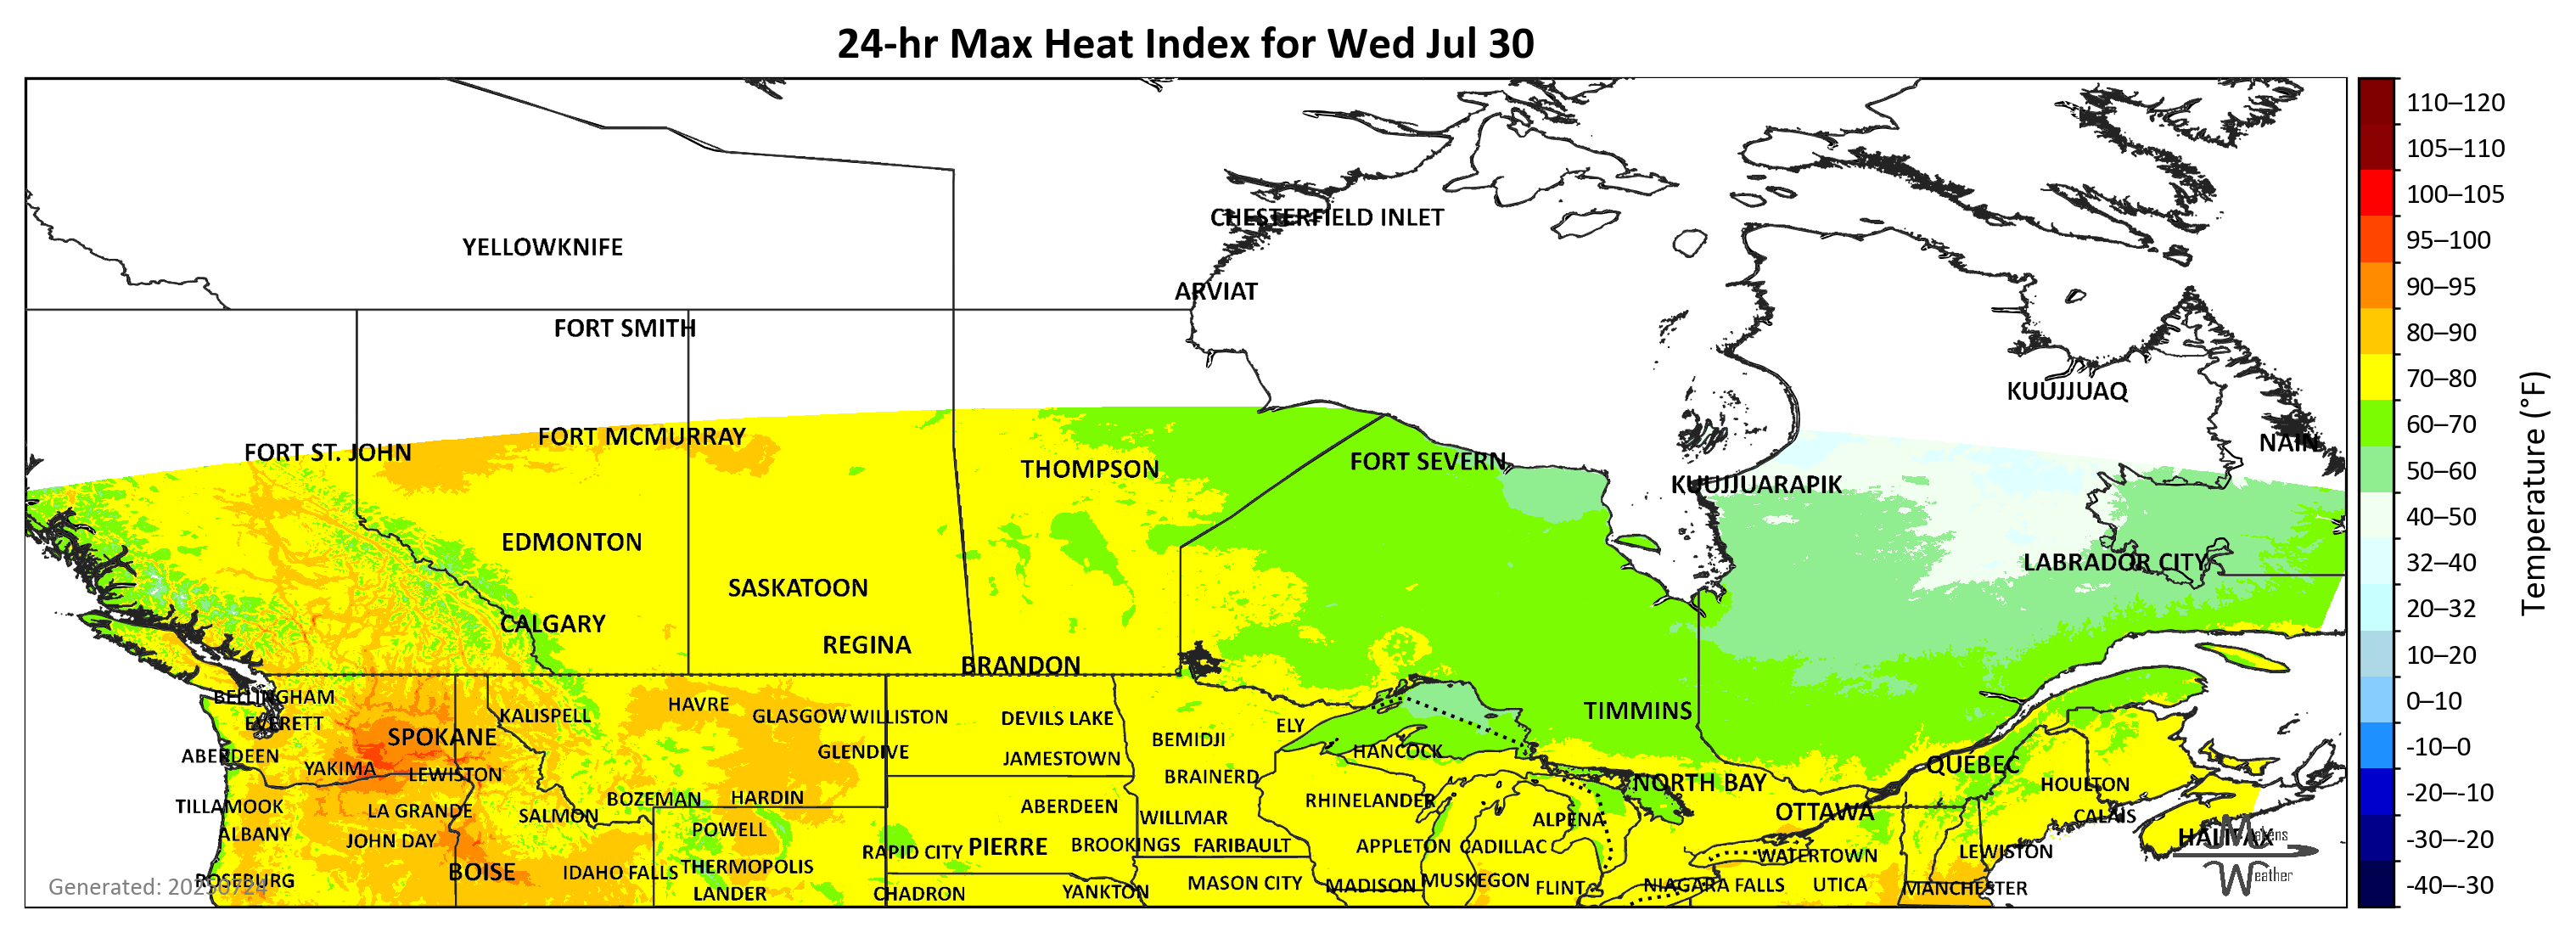 24-hr Max Heat Index for Wed Jul 30
CHESTERFIELD INLET
YELLOWKNIFE
ARVIAT
FORT SMITH
KUUJJUAQ
FORT MCMURRAY
NAIN
FORT ST. JOHN
FORT SEVERN
THOMPSON
KUUJJUARAPIK
EDMONTON
LABRADOR CITY
SASKATOON
CALGARY
REGINA
BRANDON
BELLINGHAM
HAVRE
TIMMINS
KALISPELL
GLASGOW
WILLISTON
DEVILS LAKE
EVERETT
ELY
SPOKANE
BEMIDJI
HANCOCK
GLENDIVE
ABERDEEN
JAMESTOWN
QUÉBEC
YAKIMA
LEWISTON
BRAINERD
NORTH BAY
HOULTON
BOZEMAN
HARDIN
RHINELANDER
TILLAMOOK
ABERDEEN
LA GRANDE
OTTAWA
SALMON
CALAIS
WILLMAR
ALPENA
POWELL
ALBANY
HALIFAX
JOHN DAY
BROOKINGS
FARIBAULT
APPLETON
CADILLAC
PIERRE
RAPID CITY
LEWISTON
WATERTOWN
THERMOPOLIS
BOISE
IDAHO FALLS
ROSEBURG
MUSKEGON
MASON CITY
MADISON
NIAGARA FALLS
UTICA
FLINT
MANCHESTER
LANDER
CHADRON
YANKTON
Generated: 20250724
Weather
110–120
105–110
100–105
95–100
90–95
80–90
70–80
60–70
50–60
40–50
32–40
20–32
10–20
0–10
-10–0
-20–-10
-30–-20
-40–-30
Temperature (°F)